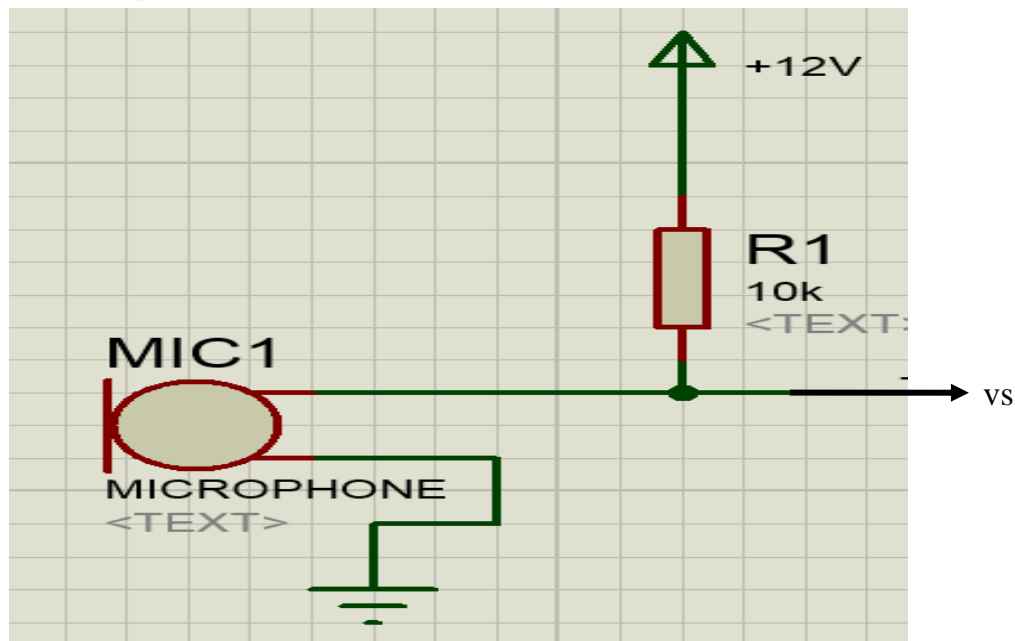 +12V
R1
10k
<TEXT>
MIC1
vs
MICROPHONE
<TEXT>